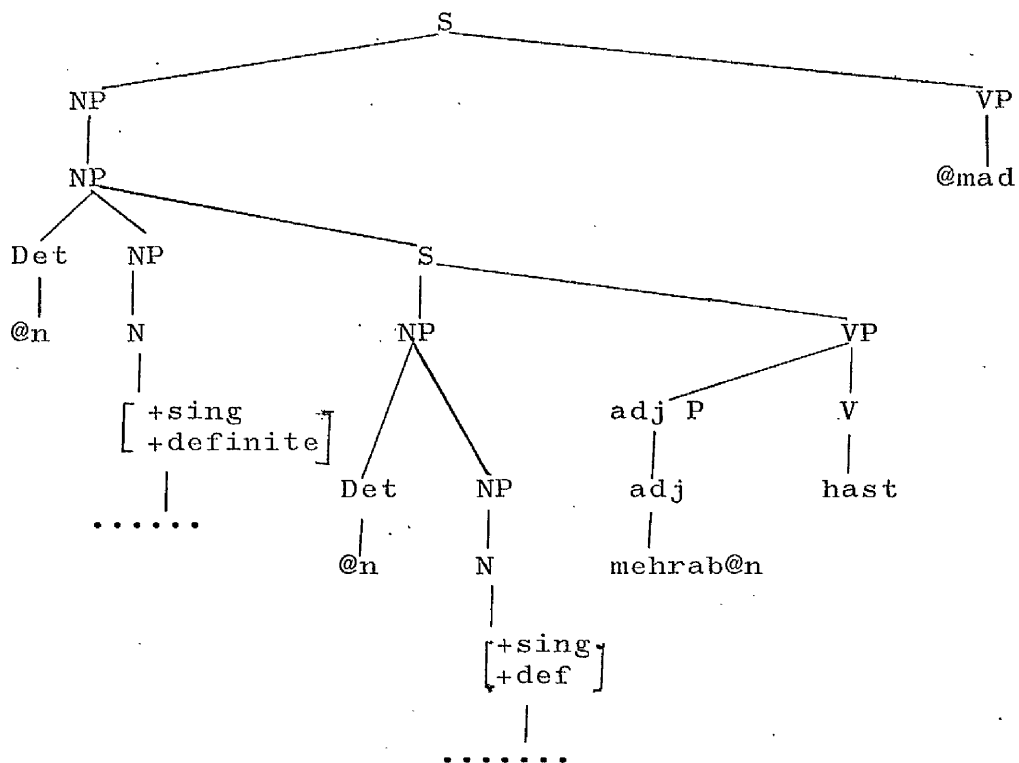 S
NP VP
NP @mad
Det NP S
@n N NP VP
[ +sing
+definite ] adj P V
Det NP adj hast
......
@n N mehrab@n
[ +sing
+def ]
.......